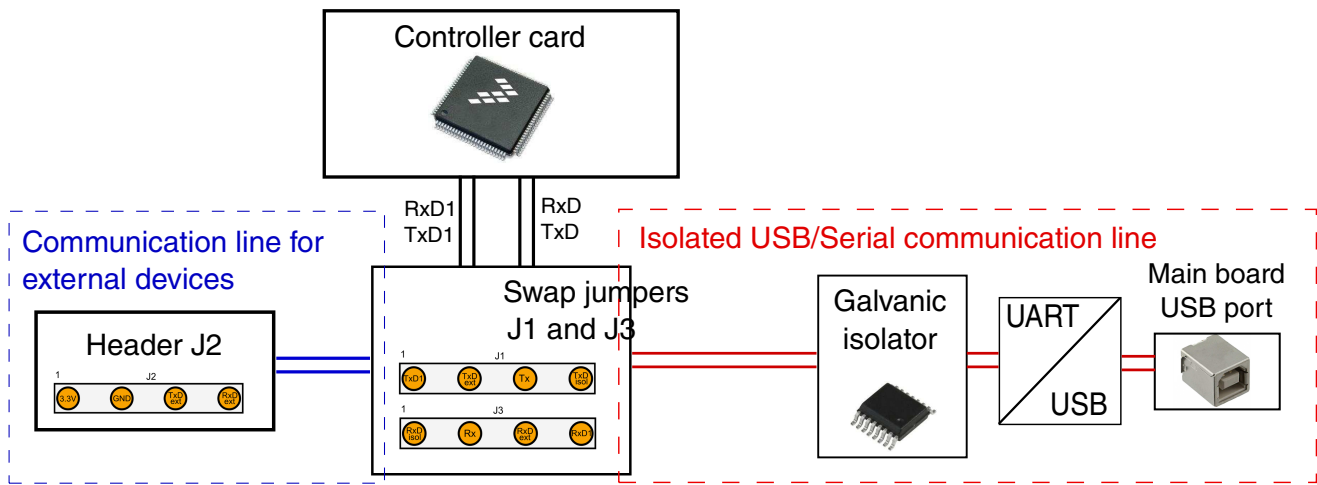 Controller card
RxD1
TxD1
RxD
TxD
Communication line for
external devices
Isolated USB/Serial communication line
Header J2
1
J2
3.3V
GND
TxD
ext
RxD
ext
Swap jumpers
J1 and J3
1
J1
TxD1
TxD
ext
Tx
TxD
isol
1
J3
RxD
isol
Rx
RxD
ext
RxD1
Galvanic
isolator
UART
USB
Main board
USB port